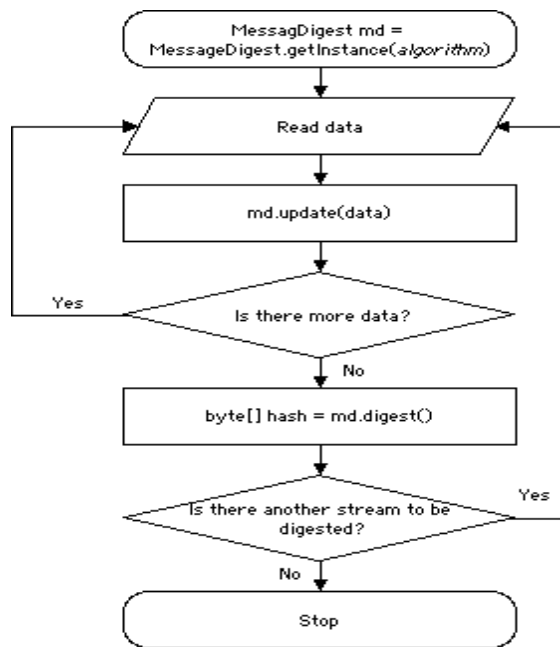 MessagDigest md =
MessageDigest.getInstance(algorithm)
Read data
md.update(data)
Is there more data?
Yes
No
byte[] hash = md.digest()
Is there another stream to be
digested?
Yes
No
Stop